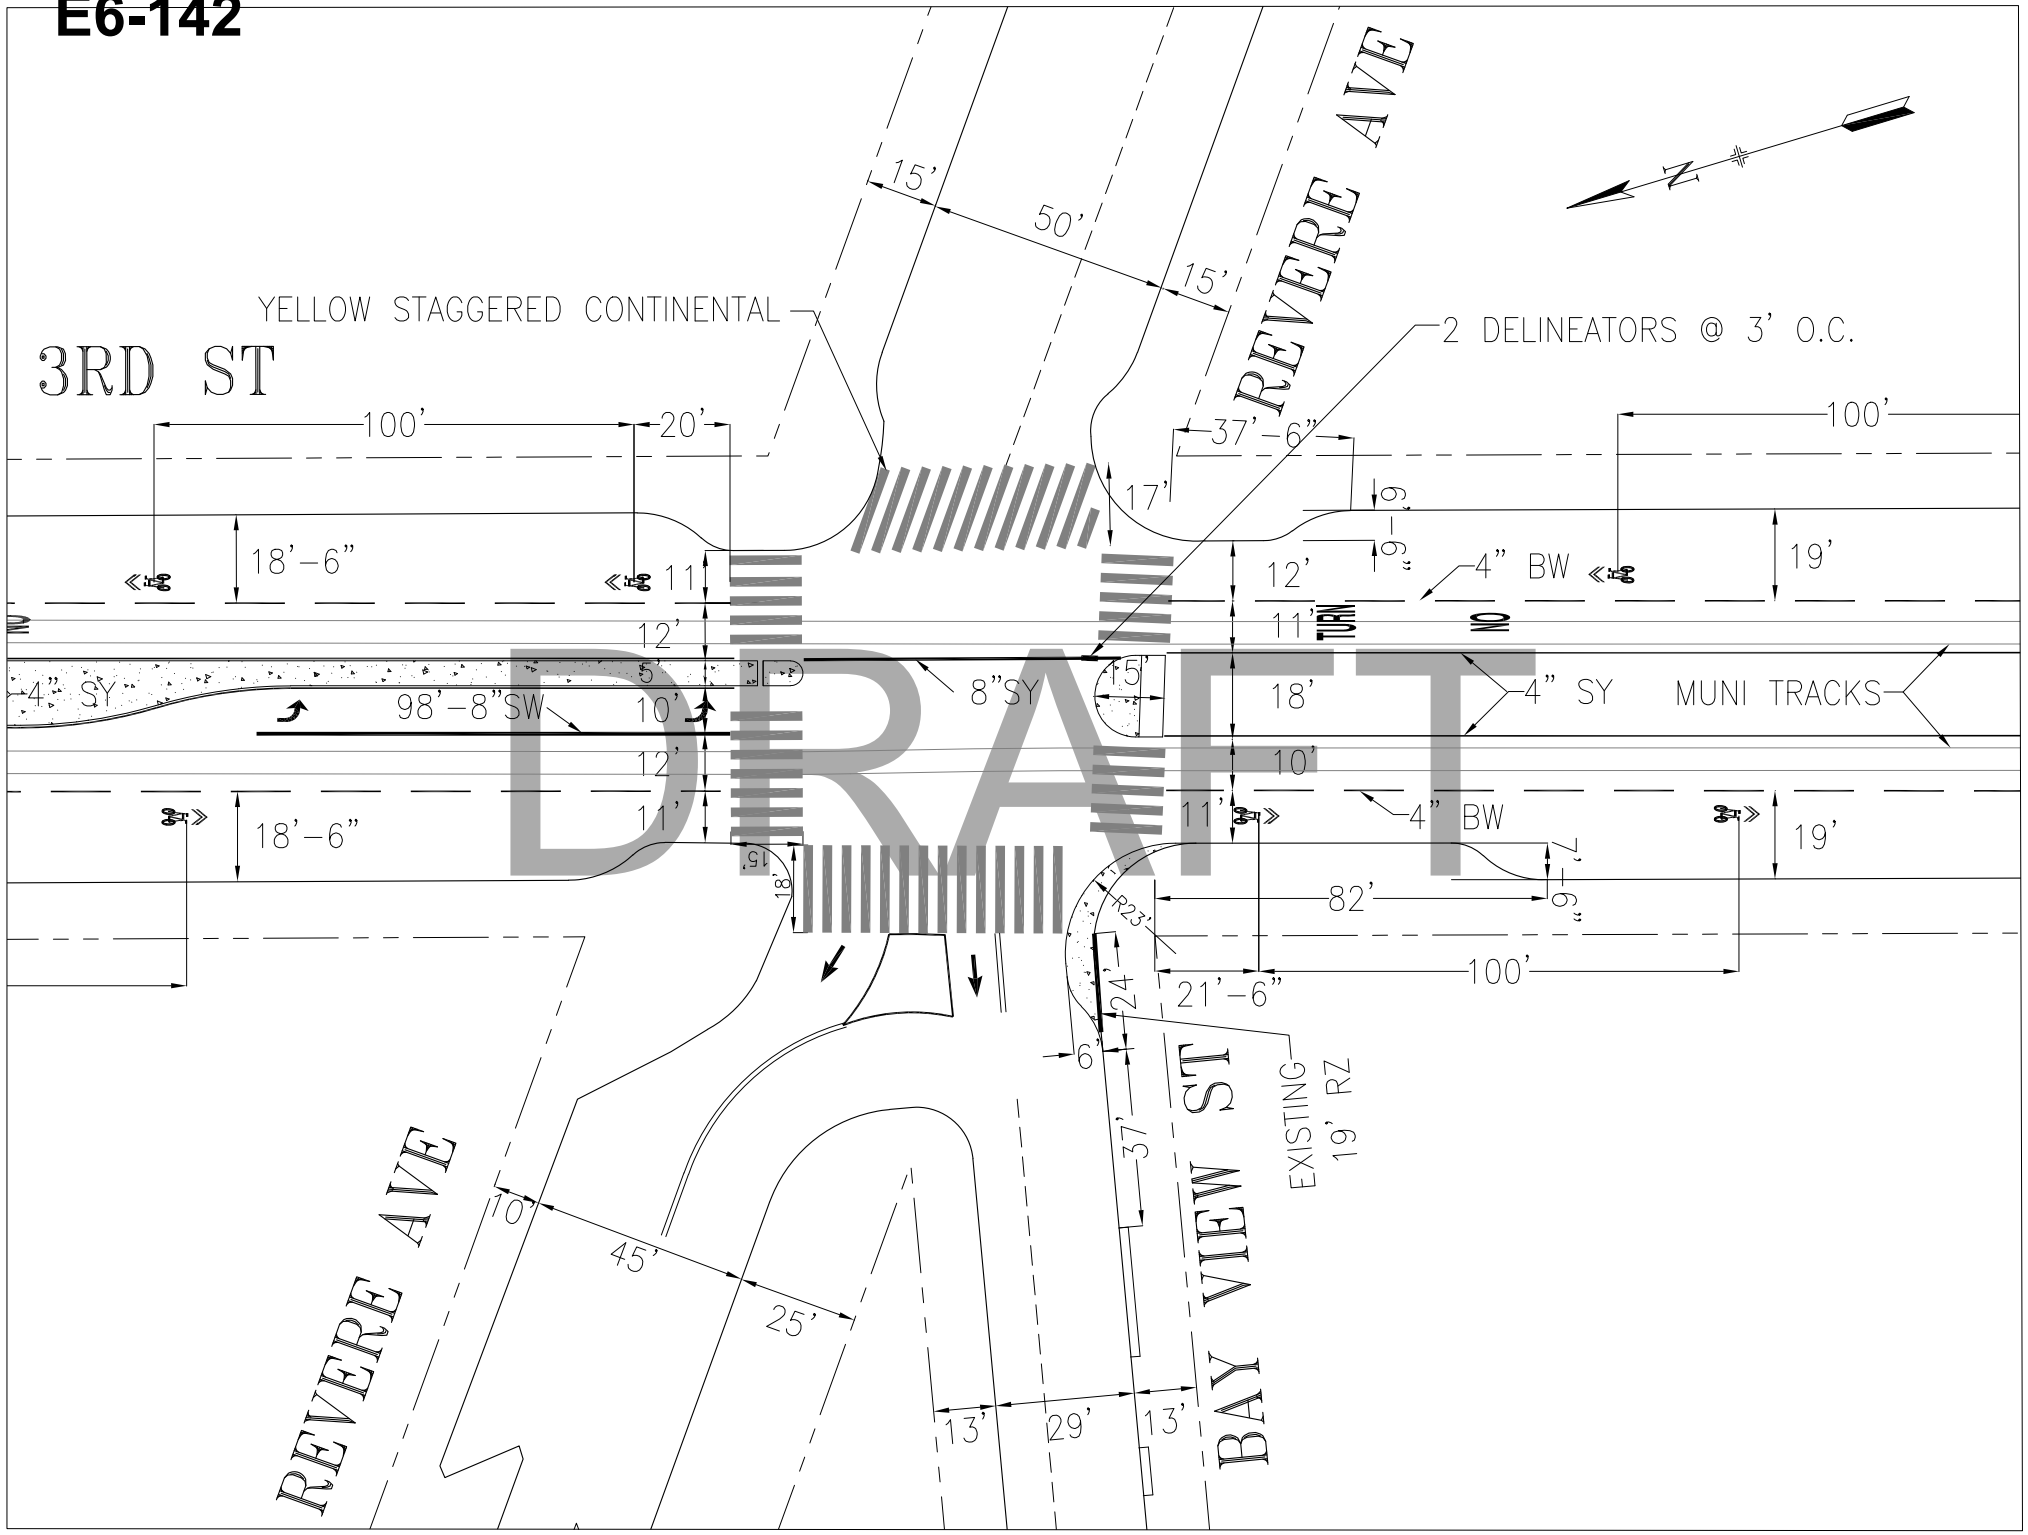 E6-142
REVERE AVE
N
15'
50'
15'
YELLOW STAGGERED CONTINENTAL
2 DELINEATORS @ 3' O.C.
3RD ST
100'
20'
37'-6"
100'
17'
9'-6"
18'-6"
11'
12'
4" BW
19'
NO
12'
11'
TURN
NO
5'
15'
4" SY
98'-8"SW
10'
8"SY
18'
4" SY
MUNI TRACKS
DRAFT
12'
10'
18'-6"
11'
11'
4" BW
19'
15'
18'
R23'
82'
7'-6"
24'
21'-6"
100'
6'
EXISTING
19' RZ
37'
REVERE AVE
10'
45'
25'
BAY VIEW ST
13'
29'
13'